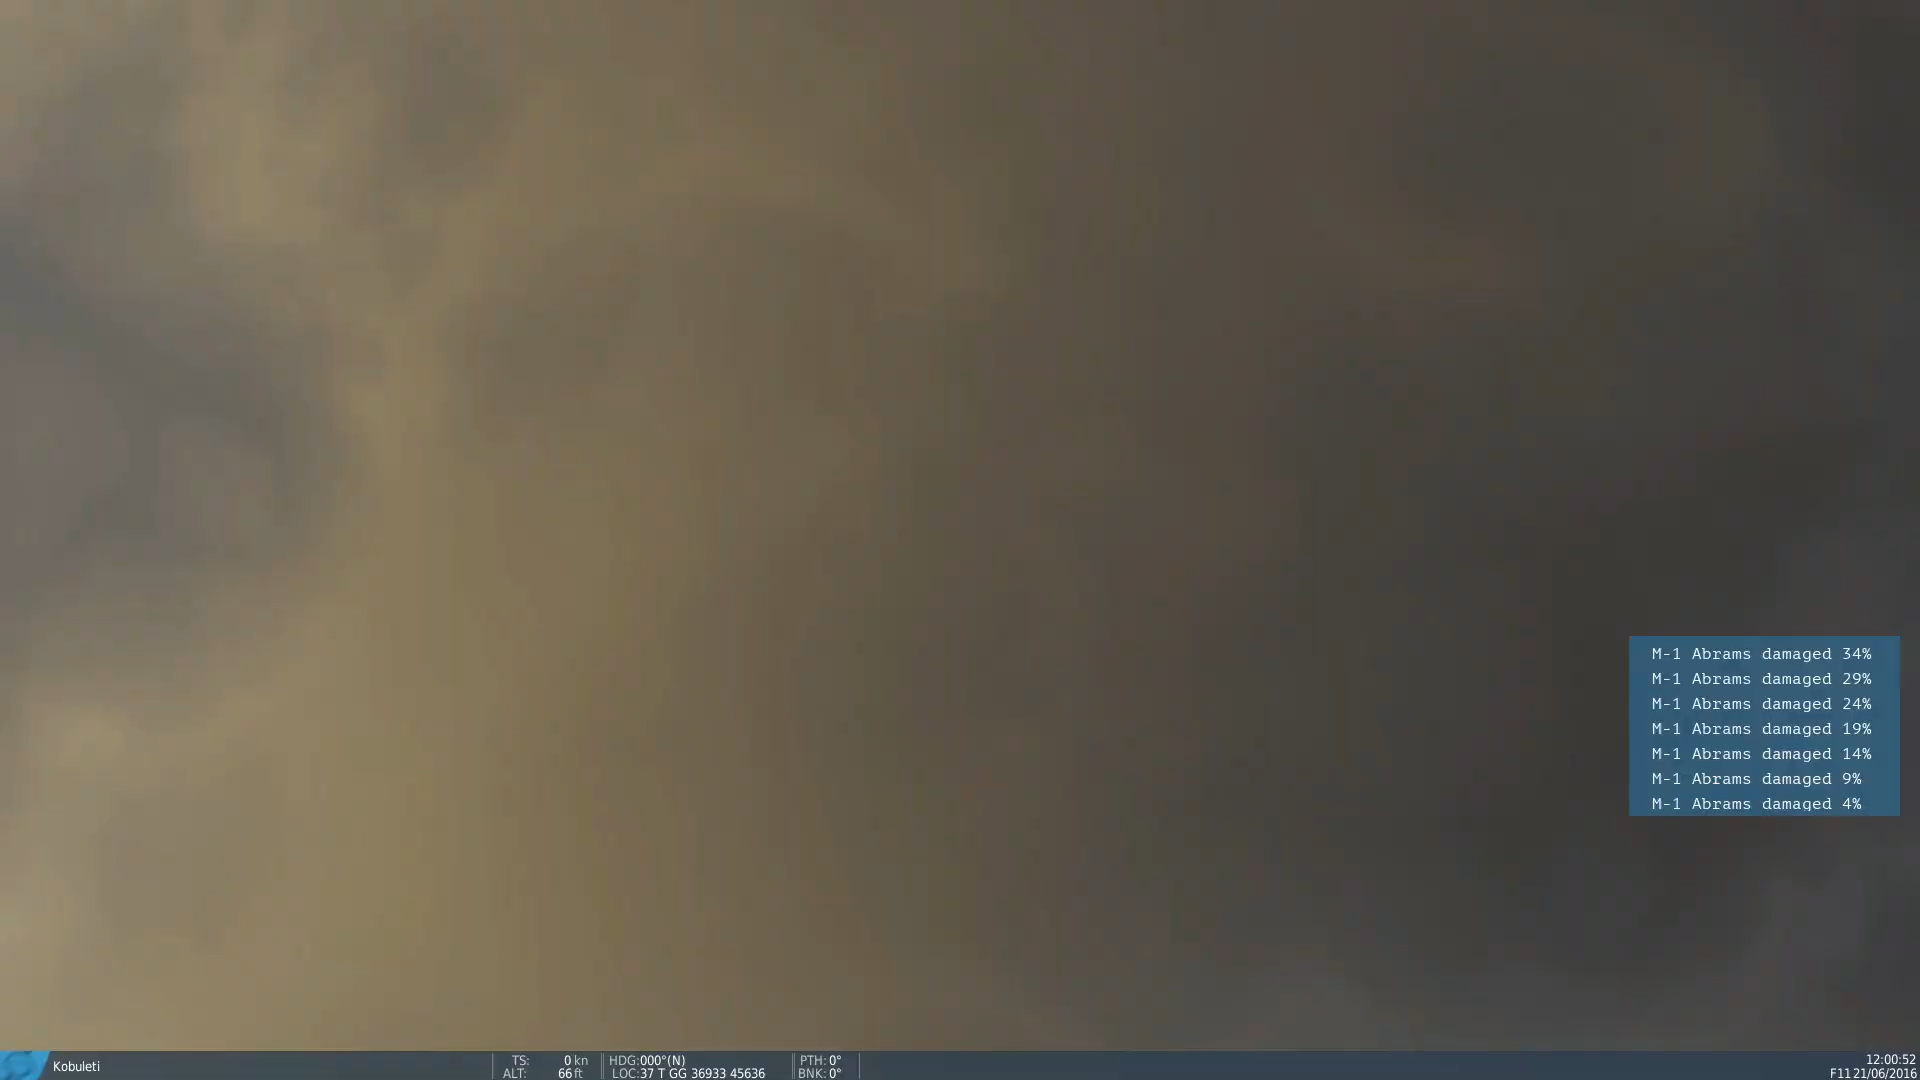 M-1 Abrams damaged 34%
M-1 Abrams damaged 29%
M-1 Abrams damaged 24%
M-1 Abrams damaged 19%
M-1 Abrams damaged 14%
M-1 Abrams damaged 9%
M-1 Abrams damaged 4%
Kobuleti
TS: 0 kn HDG:000°(N) PTH: 0° 12:00:52
ALT: 66 ft LOC:37 T GG 36933 45636 BNK: 0° F11 21/06/2016